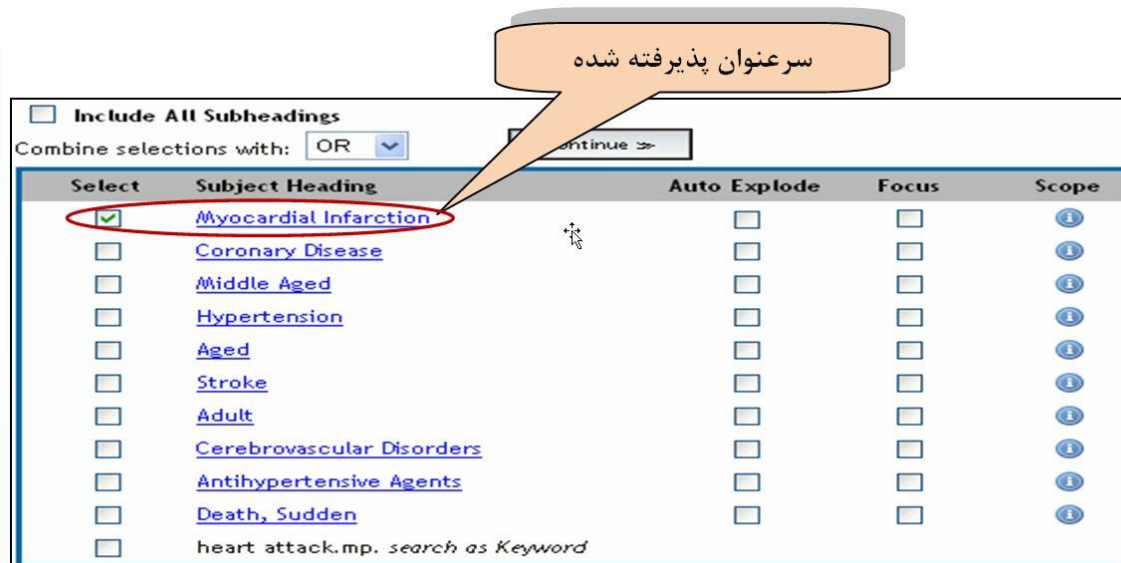 سرعنوان پذیرفته شده
Include All Subheadings
Combine selections with: OR ontinue >>
Select Subject Heading Auto Explode Focus Scope
Myocardial Infarction
Coronary Disease
Middle Aged
Hypertension
Aged
Stroke
Adult
Cerebrovascular Disorders
Antihypertensive Agents
Death, Sudden
heart attack.mp. search as Keyword